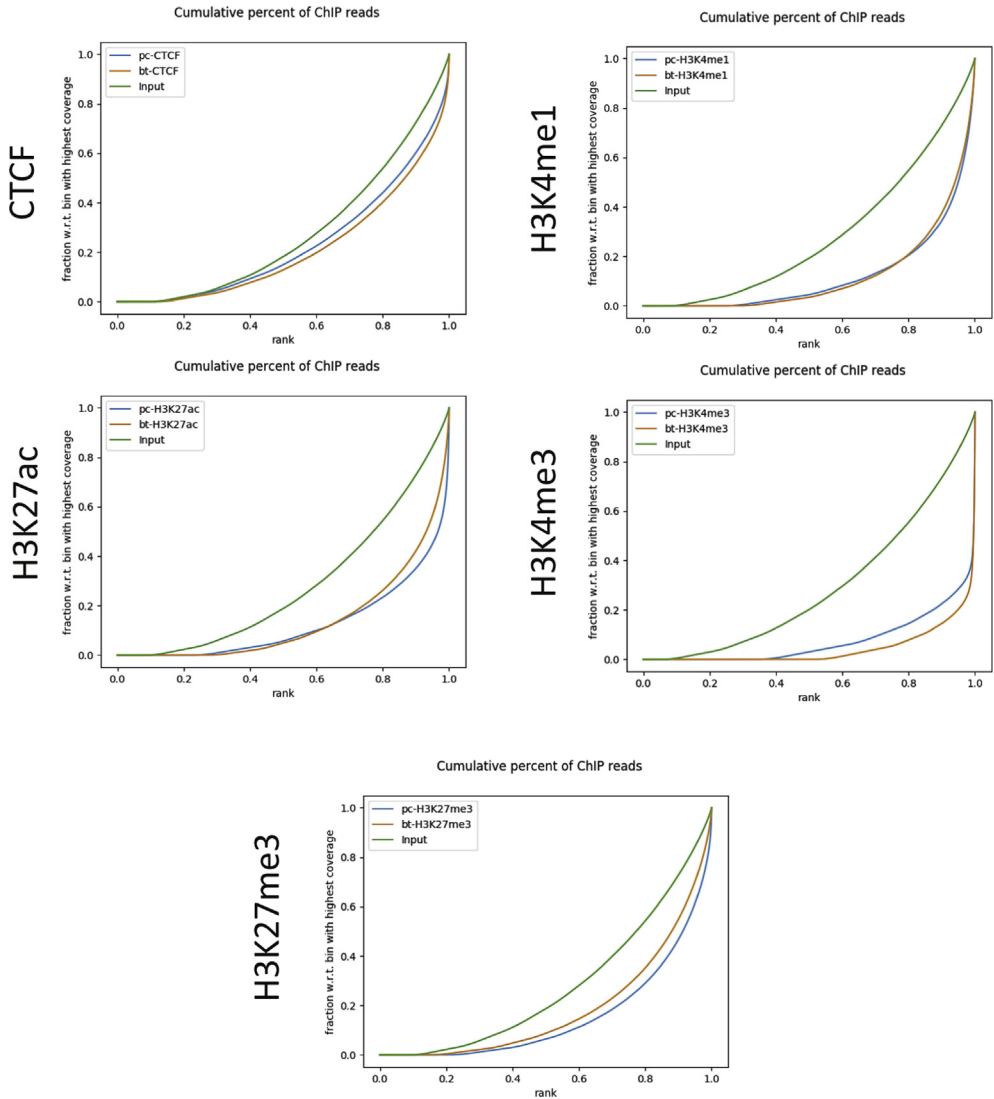 Cumulative percent of ChIP reads
CTCF
fraction w.r.t. bin with highest coverage
1.0
0.8
0.6
0.4
0.2
0.0
pc-CTCF
bt-CTCF
Input
0.0 0.2 0.4 0.6 0.8 1.0
rank
Cumulative percent of ChIP reads
H3K4me1
fraction w.r.t. bin with highest coverage
1.0
0.8
0.6
0.4
0.2
0.0
pc-H3K4me1
bt-H3K4me1
Input
0.0 0.2 0.4 0.6 0.8 1.0
rank
Cumulative percent of ChIP reads
H3K27ac
fraction w.r.t. bin with highest coverage
1.0
0.8
0.6
0.4
0.2
0.0
pc-H3K27ac
bt-H3K27ac
Input
0.0 0.2 0.4 0.6 0.8 1.0
rank
Cumulative percent of ChIP reads
H3K4me3
fraction w.r.t. bin with highest coverage
1.0
0.8
0.6
0.4
0.2
0.0
pc-H3K4me3
bt-H3K4me3
Input
0.0 0.2 0.4 0.6 0.8 1.0
rank
Cumulative percent of ChIP reads
H3K27me3
fraction w.r.t. bin with highest coverage
1.0
0.8
0.6
0.4
0.2
0.0
pc-H3K27me3
bt-H3K27me3
Input
0.0 0.2 0.4 0.6 0.8 1.0
rank